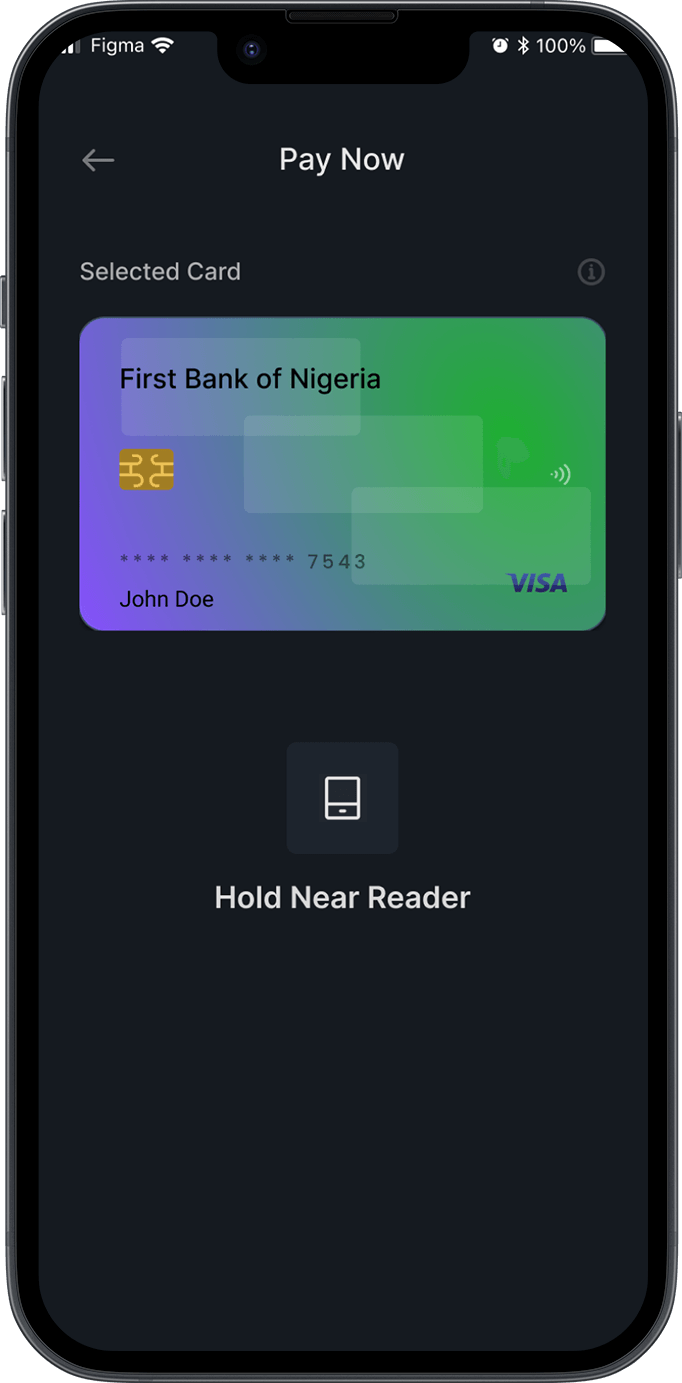 Figma 100%
Pay Now
Selected Card
First Bank of Nigeria
**** **** **** 7543
VISA
John Doe
Hold Near Reader